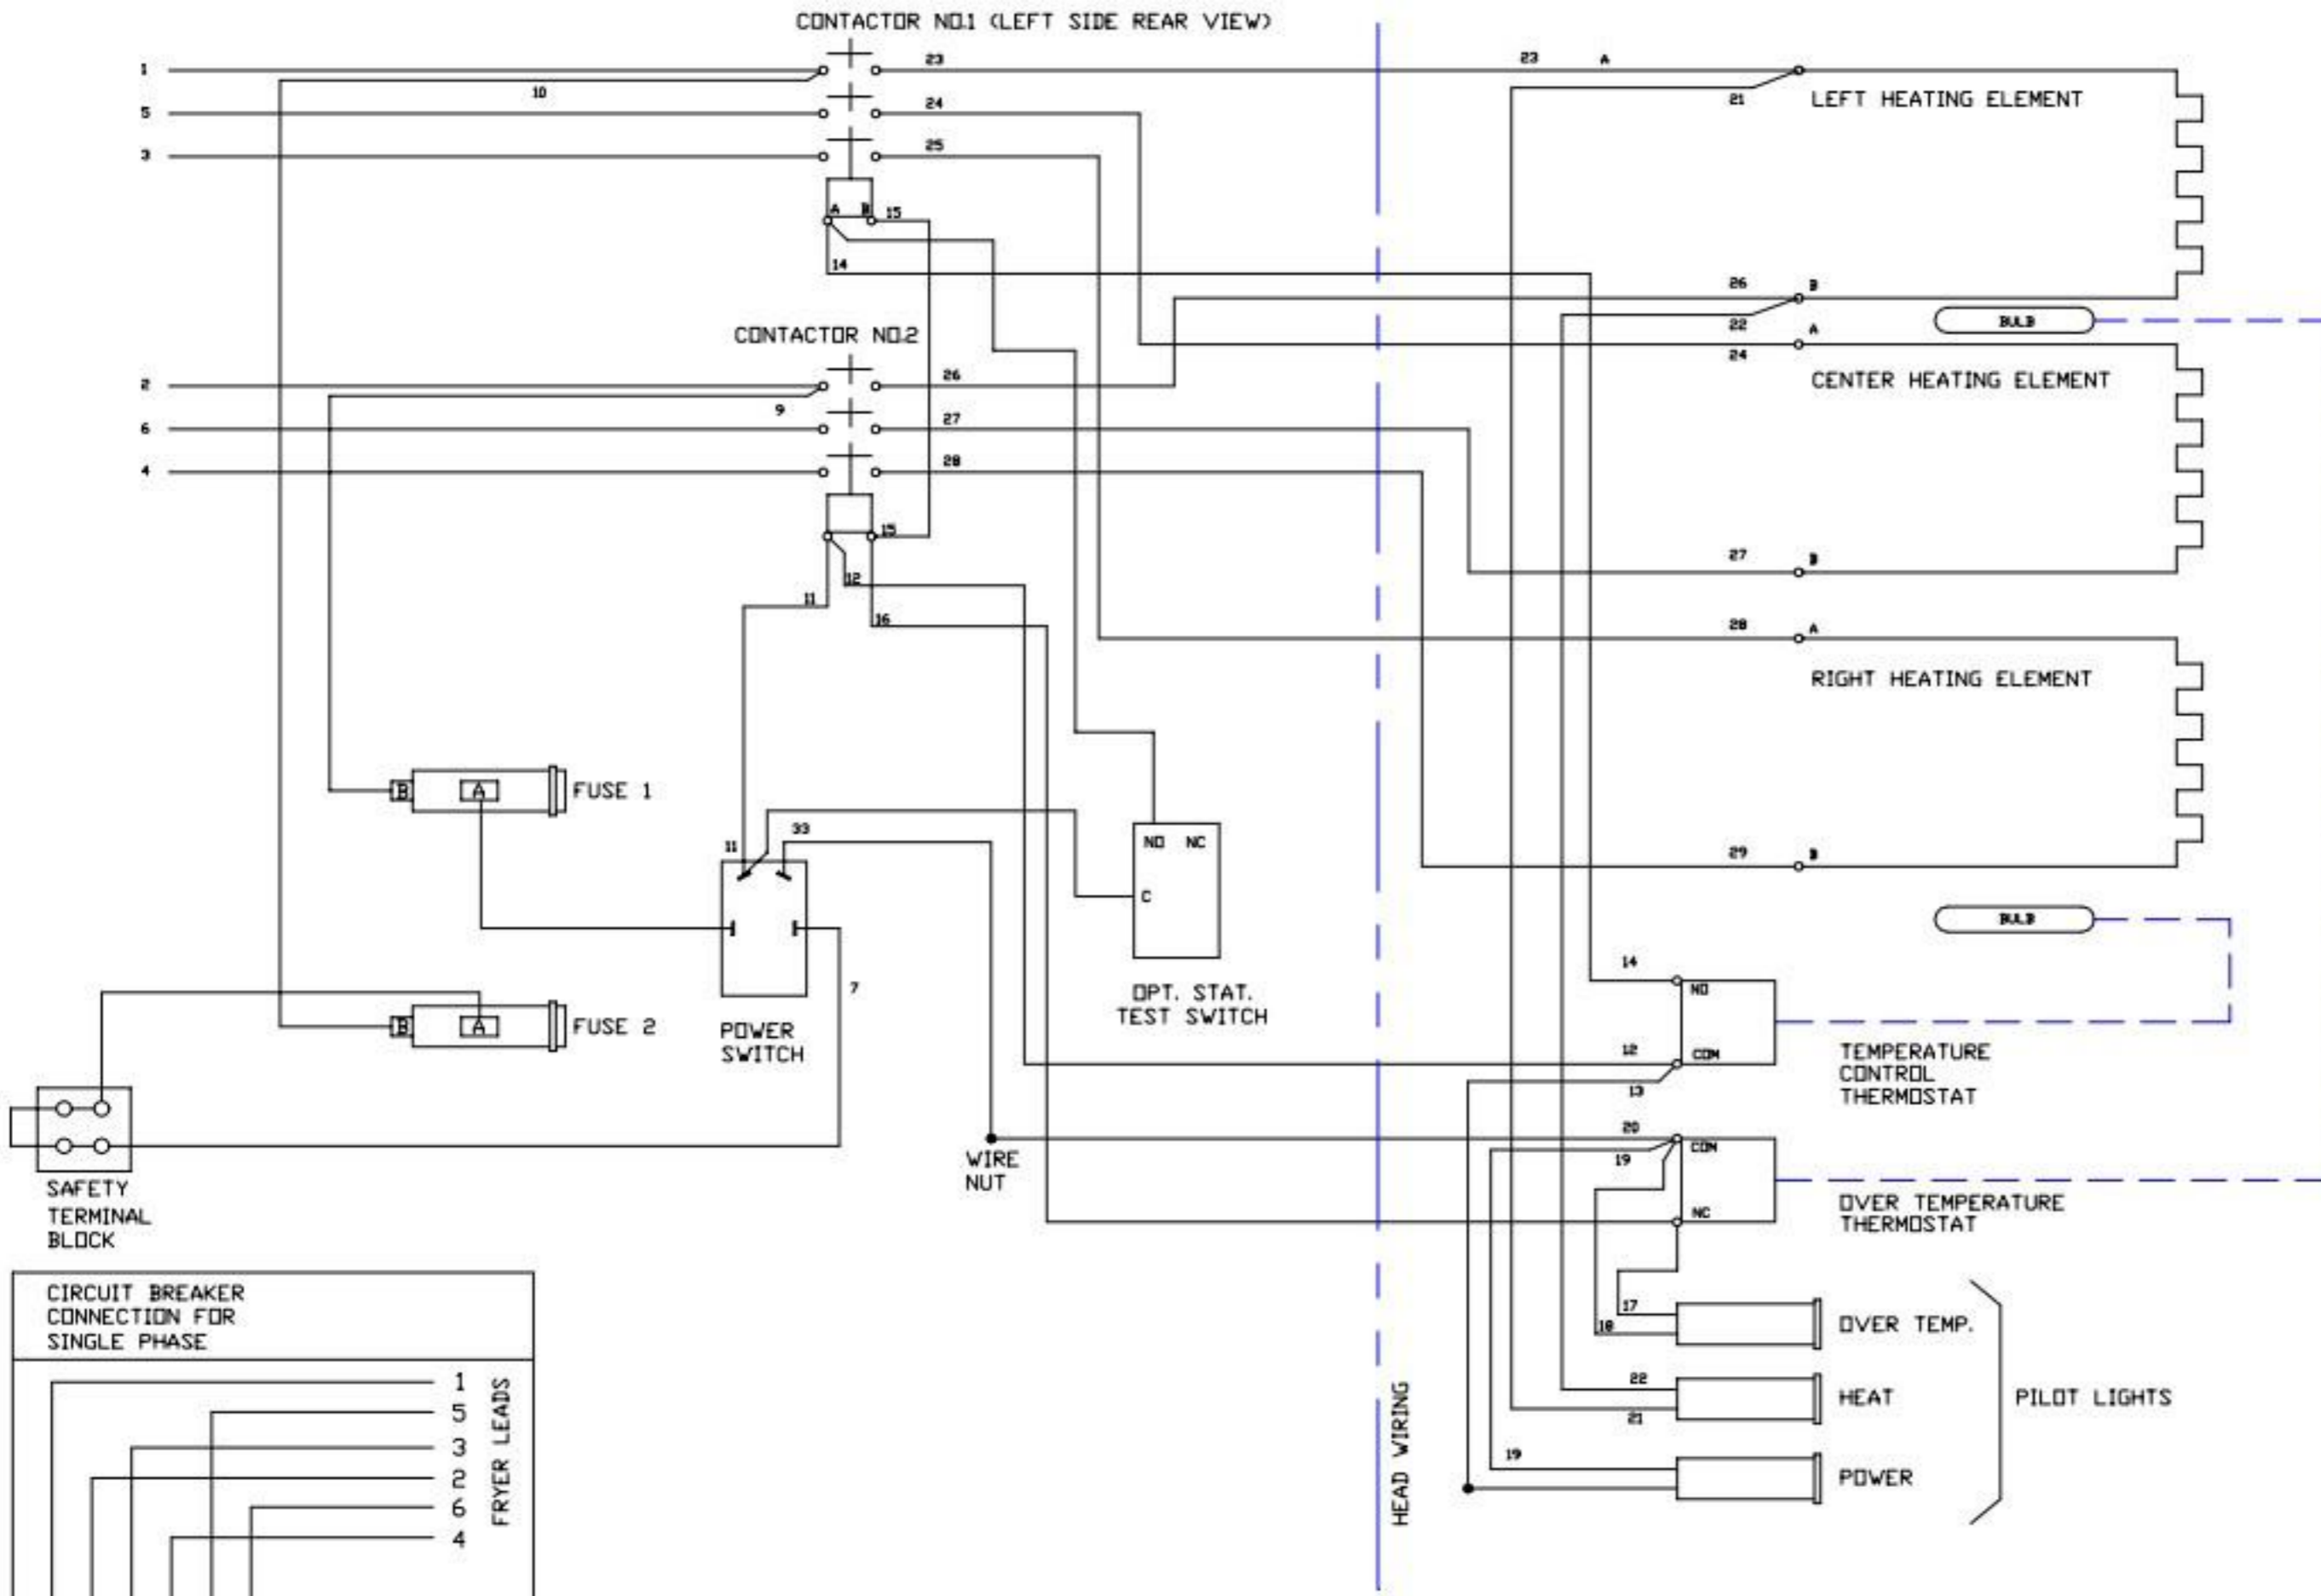 CONTACTOR NO.1 (LEFT SIDE REAR VIEW)
1
10
5
3
23
24
25
A B
15
14
23
A
21
LEFT HEATING ELEMENT
26
B
22
A
24
BULB
CENTER HEATING ELEMENT
27
B
28
A
RIGHT HEATING ELEMENT
29
B
BULB
CONTACTOR NO.2
2
9
6
4
26
27
28
15
12
11
16
B
A
FUSE 1
11
33
7
POWER
SWITCH
NO NC
C
OPT. STAT.
TEST SWITCH
B
A
FUSE 2
SAFETY
TERMINAL
BLOCK
WIRE
NUT
14
NO
12
COM
13
TEMPERATURE
CONTROL
THERMOSTAT
20
COM
19
NC
OVER TEMPERATURE
THERMOSTAT
17
18
OVER TEMP.
22
21
HEAT
19
POWER
PILOT LIGHTS
HEAD WIRING
CIRCUIT BREAKER
CONNECTION FOR
SINGLE PHASE
1
5
3
2
6
4
FRYER LEADS